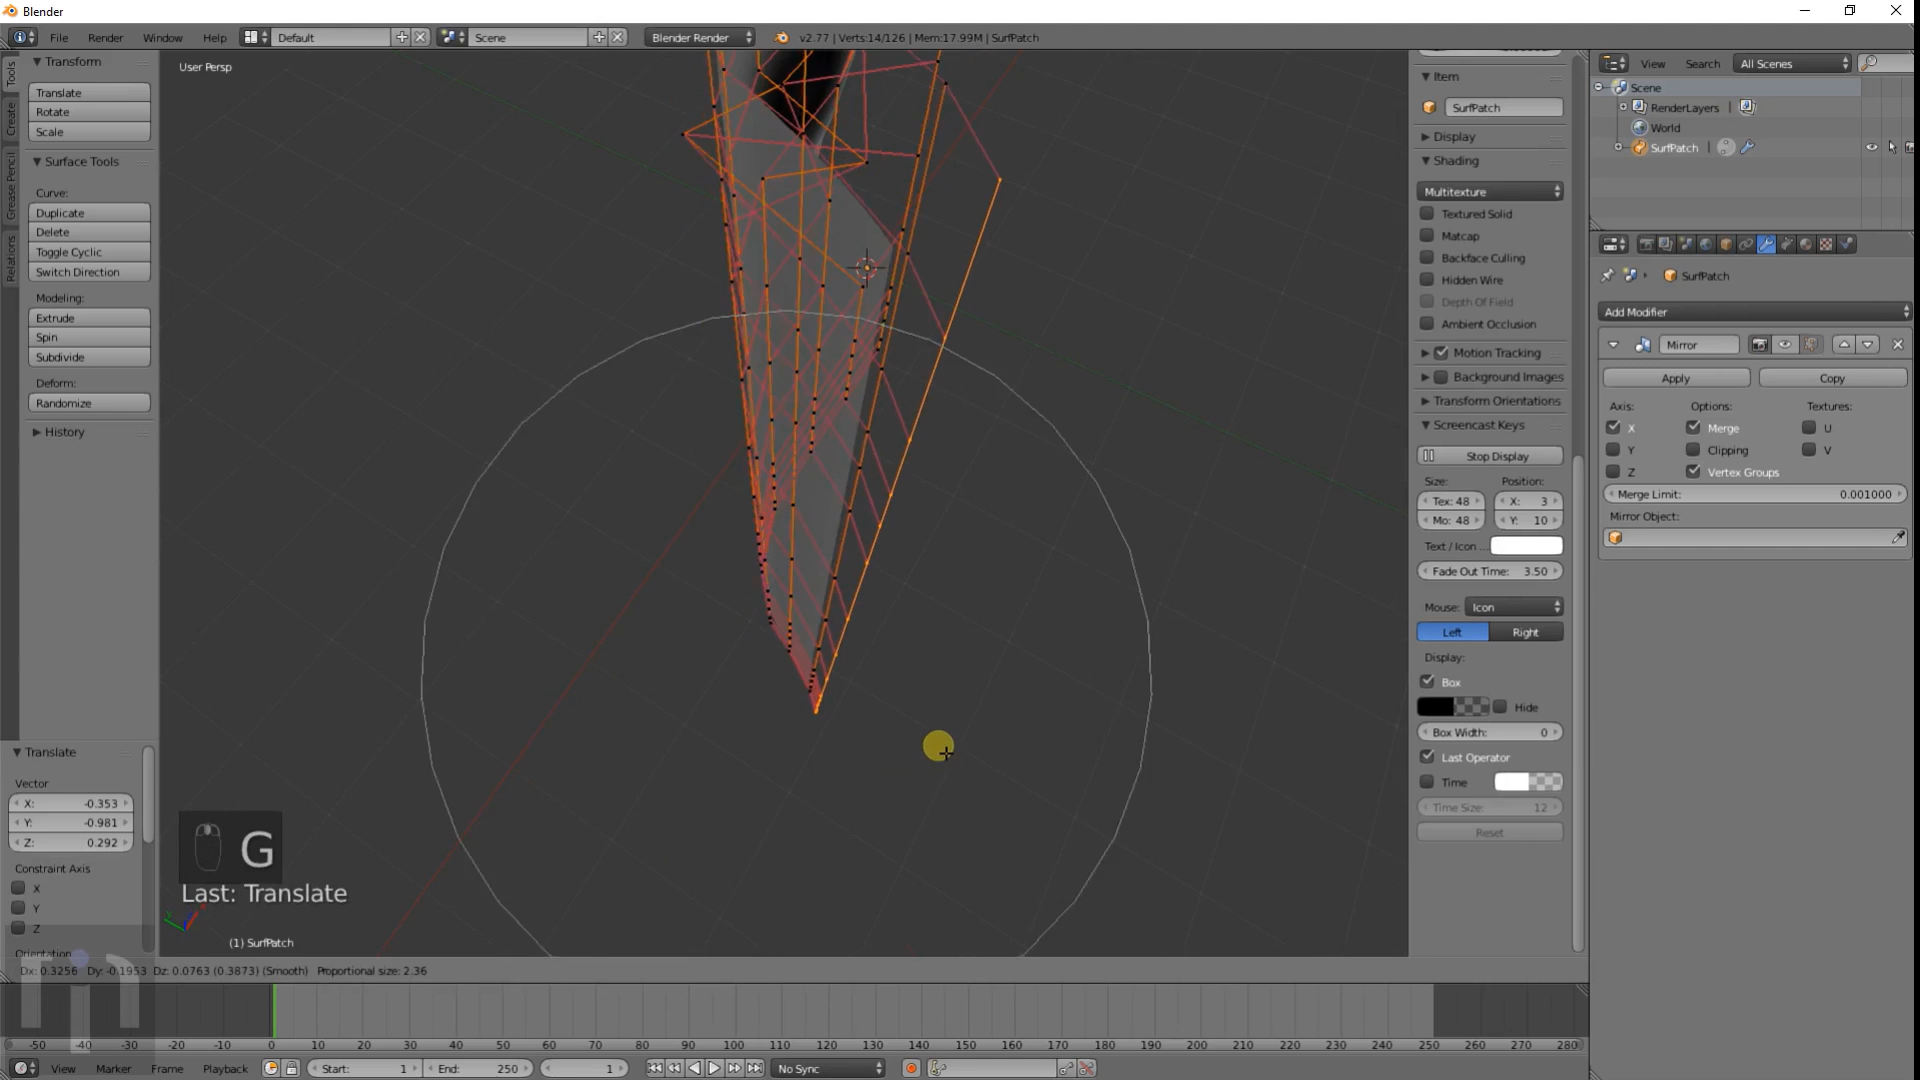 Blender
File Render Window Help Default Scene Blender Render v2.77 | Verts:14/126 | Mem:17.99M | SurfPatch
Tools
Create
Grease Pencil
Relations
Transform
Translate
Rotate
Scale
Surface Tools
Curve:
Duplicate
Delete
Toggle Cyclic
Switch Direction
Modeling:
Extrude
Spin
Subdivide
Deform:
Randomize
History
Translate
Vector
X: -0.353
Y: -0.981
Z: 0.292
Constraint Axis
X
Y
Z
Orientation
User Persp
G
Last: Translate
(1) SurfPatch
Dx: 0.3256 Dy: -0.1953 Dz: 0.0763 (0.3873) (Smooth) Proportional size: 2.36
Item
SurfPatch
Display
Shading
Multitexture
Textured Solid
Matcap
Backface Culling
Hidden Wire
Depth Of Field
Ambient Occlusion
Motion Tracking
Background Images
Transform Orientations
Screencast Keys
Stop Display
Size: Position:
Tex: 48 X: 3
Mo: 48 Y: 10
Text / Icon ...
Fade Out Time: 3.50
Mouse: Icon
Left Right
Display:
Box
Hide
Box Width: 0
Last Operator
Time
Time Size: 12
Reset
View Search All Scenes
Scene
RenderLayers |
World
SurfPatch |
SurfPatch
Add Modifier
Mirror
Apply Copy
Axis: Options: Textures:
X Merge U
Y Clipping V
Z Vertex Groups
Merge Limit: 0.001000
Mirror Object:
-50 -40 -30 -20 -10 0 10 20 30 40 50 60 70 80 90 100 110 120 130 140 150 160 170 180 190 200 210 220 230 240 250 260 270 280
View Marker Frame Playback Start: 1 End: 250 1 No Sync